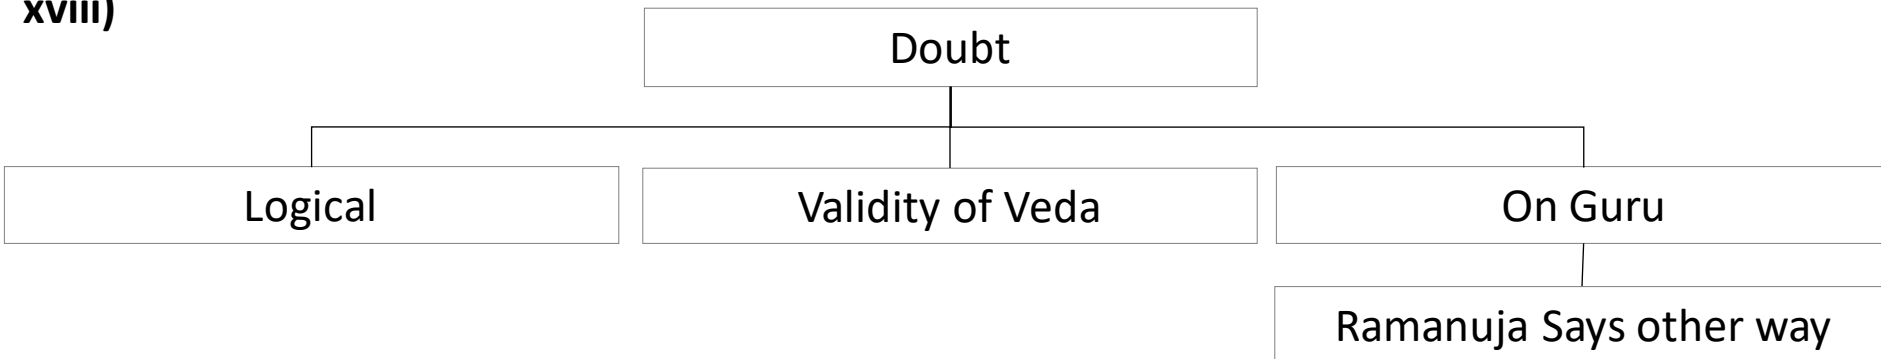 xviii)
Doubt
Logical
Validity of Veda
On Guru
Ramanuja Says other way